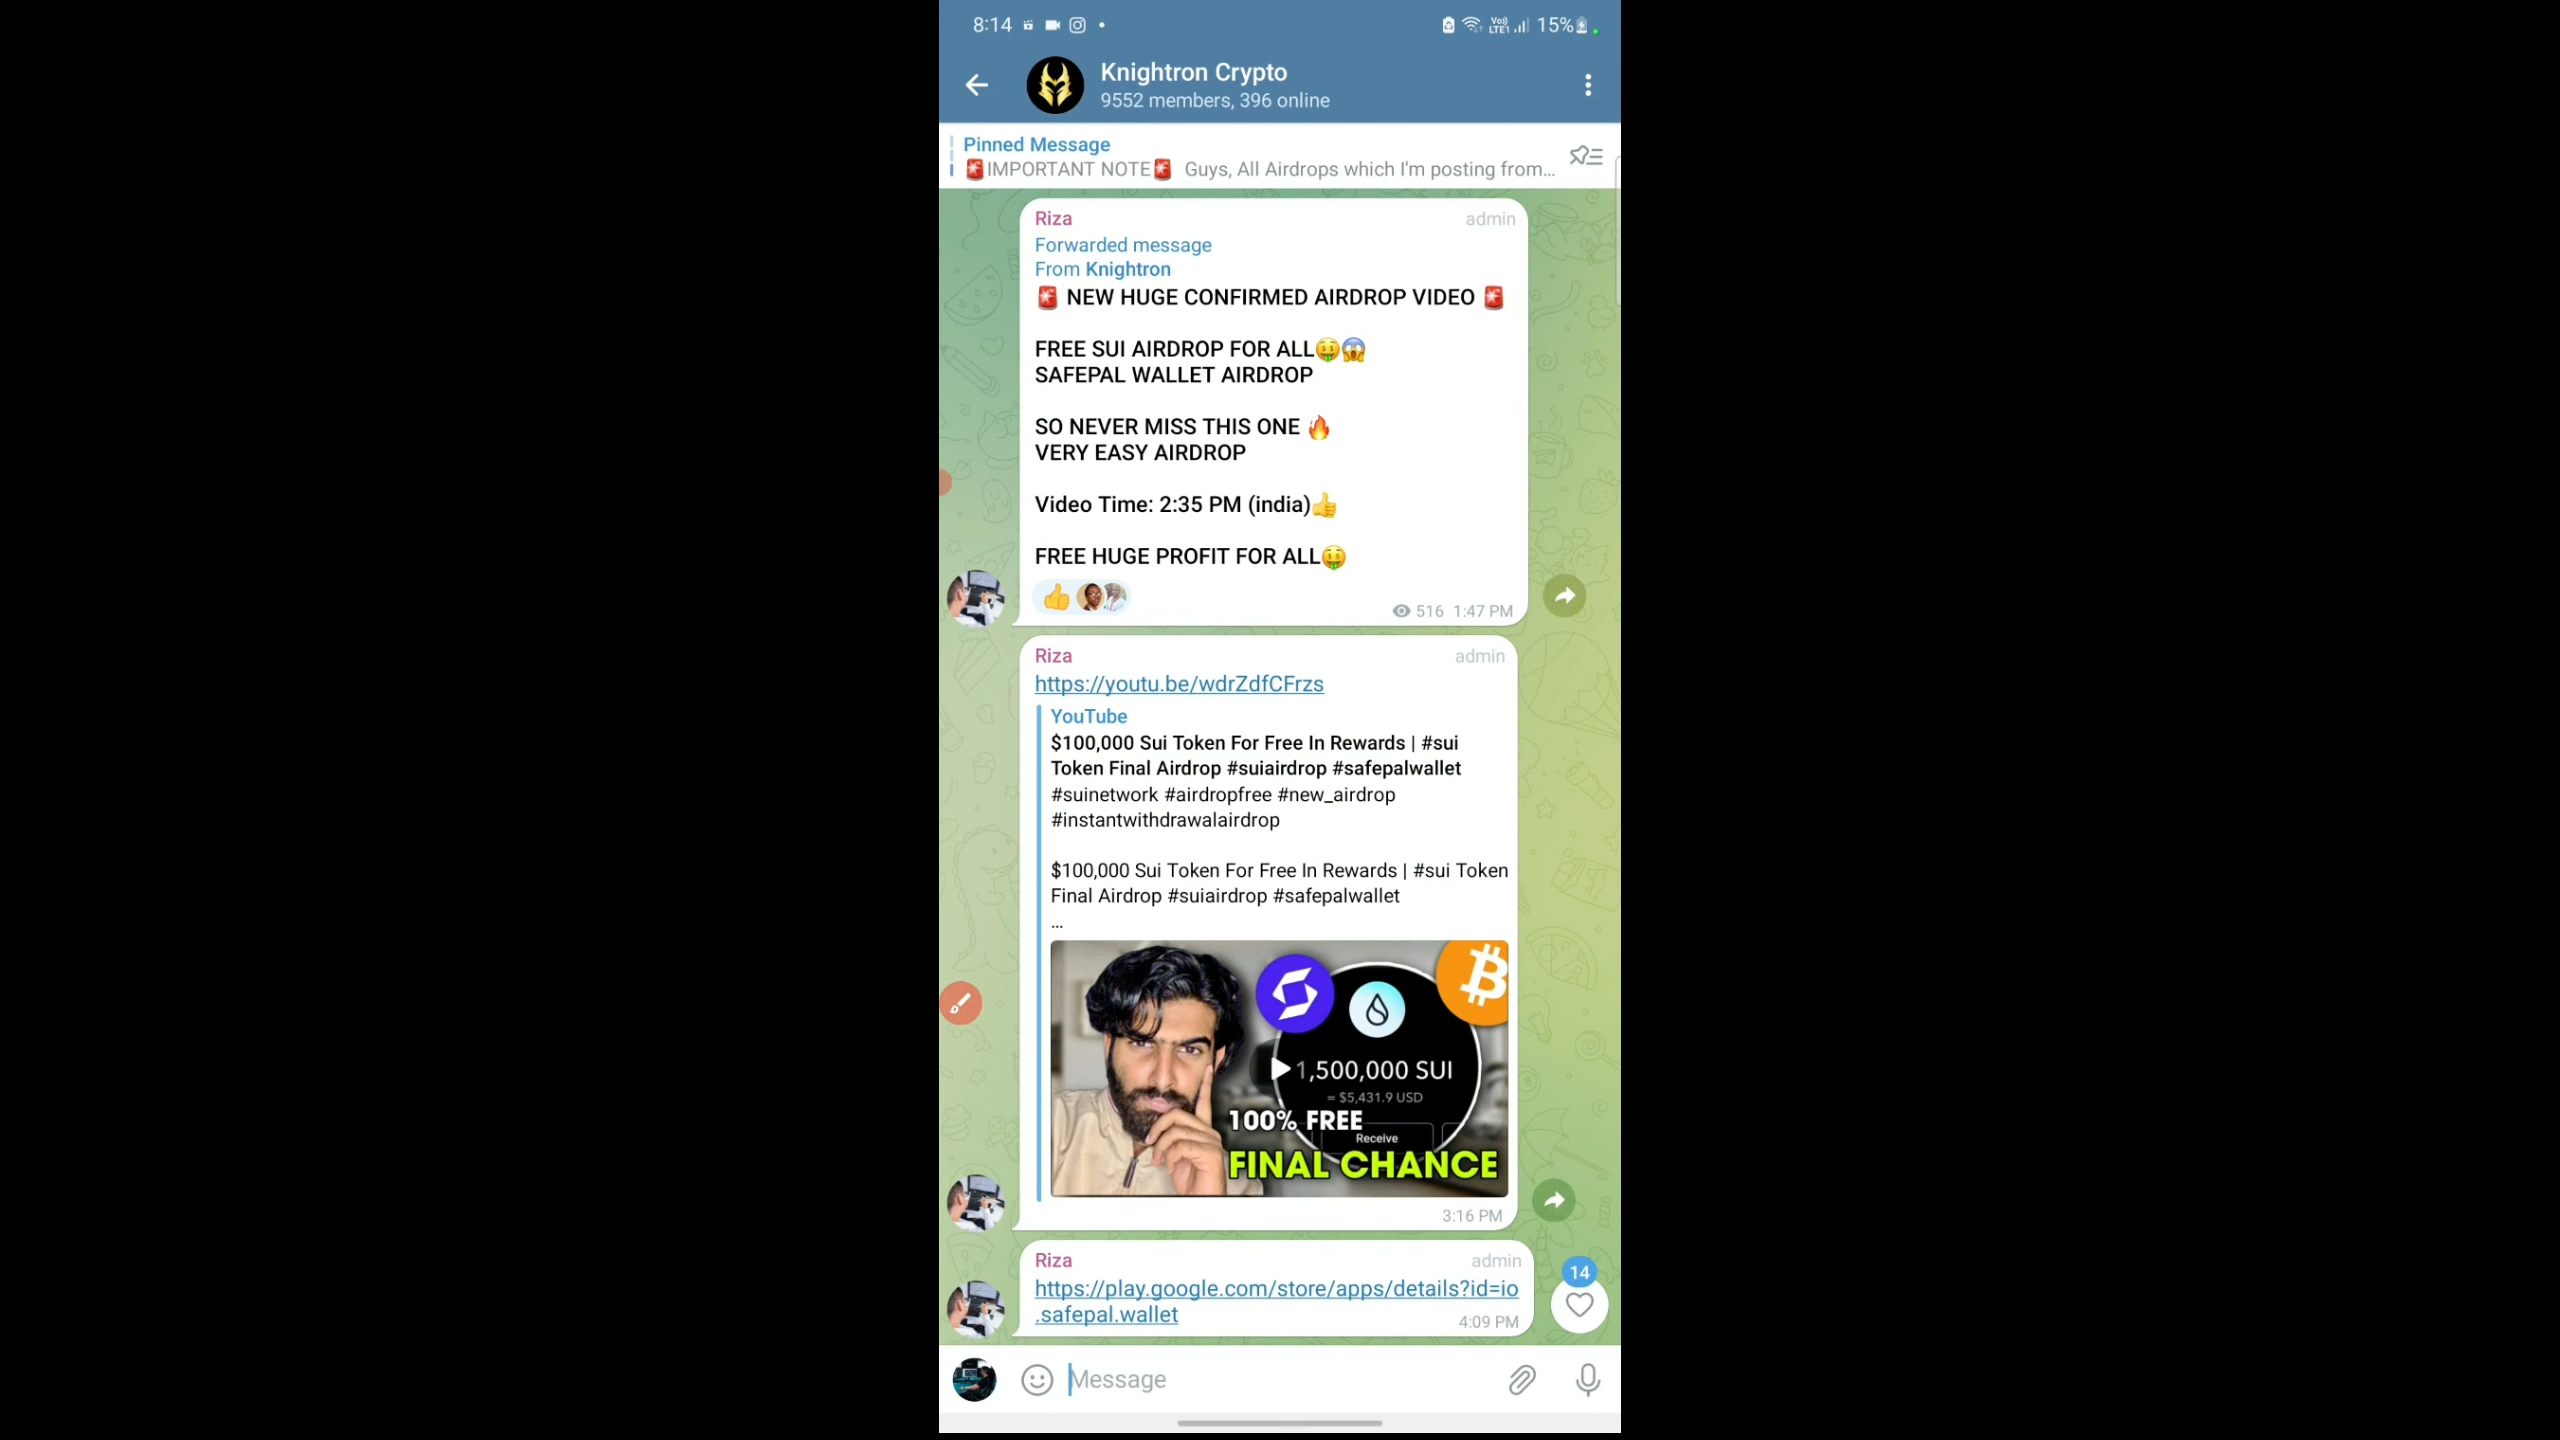 8:14
Vo)) LTE1 15%
Knightron Crypto
9552 members, 396 online
Pinned Message
🚨IMPORTANT NOTE🚨 Guys, All Airdrops which I'm posting from...
Riza admin
Forwarded message
From Knightron
🚨 NEW HUGE CONFIRMED AIRDROP VIDEO 🚨
FREE SUI AIRDROP FOR ALL🤑😱
SAFEPAL WALLET AIRDROP
SO NEVER MISS THIS ONE 🔥
VERY EASY AIRDROP
Video Time: 2:35 PM (india)👍
FREE HUGE PROFIT FOR ALL🤑
516 1:47 PM
Riza admin
https://youtu.be/wdrZdfCFrzs
YouTube
$100,000 Sui Token For Free In Rewards | #sui
Token Final Airdrop #suiairdrop #safepalwallet
#suinetwork #airdropfree #new_airdrop
#instantwithdrawalairdrop
$100,000 Sui Token For Free In Rewards | #sui Token
Final Airdrop #suiairdrop #safepalwallet
...
1,500,000 SUI
= $5,431.9 USD
100% FREE
Receive
FINAL CHANCE
3:16 PM
Riza admin
https://play.google.com/store/apps/details?id=io
.safepal.wallet
4:09 PM
14
Message